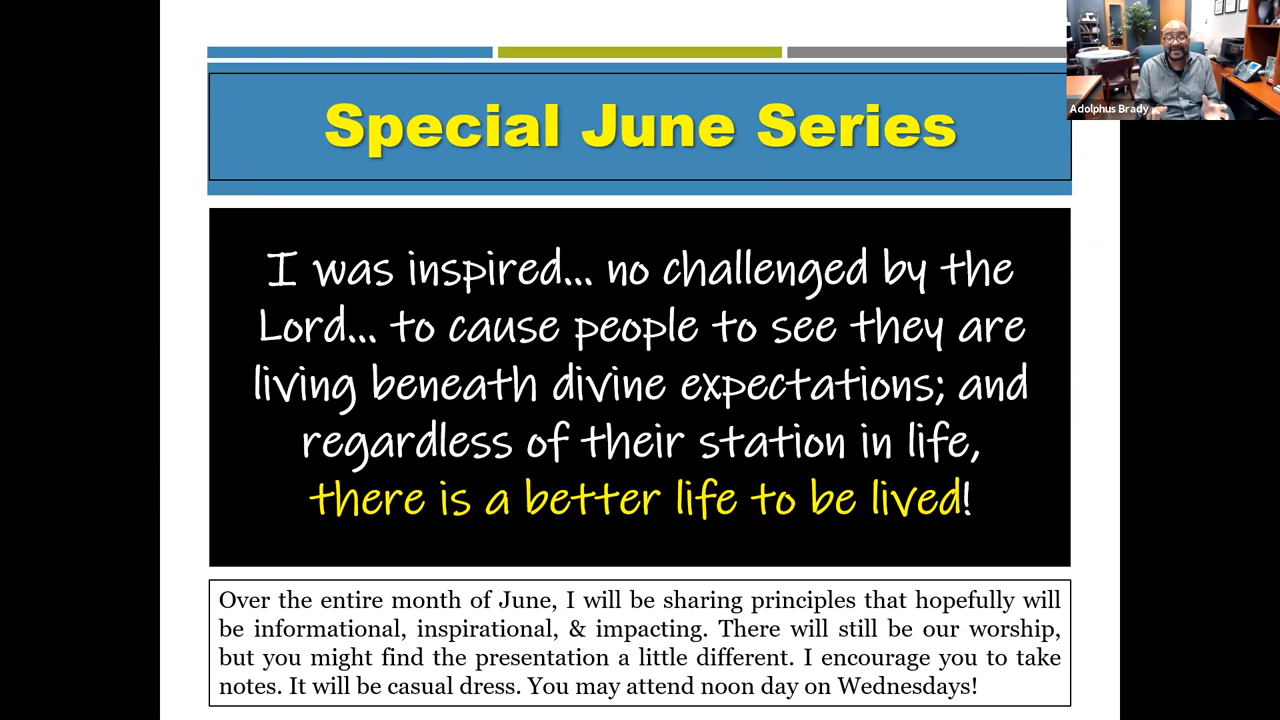 Adolphus Brady
Special June Series
I was inspired... no challenged by the
Lord... to cause people to see they are
living beneath divine expectations; and
regardless of their station in life,
there is a better life to be lived!
Over the entire month of June, I will be sharing principles that hopefully will
be informational, inspirational, & impacting. There will still be our worship,
but you might find the presentation a little different. I encourage you to take
notes. It will be casual dress. You may attend noon day on Wednesdays!